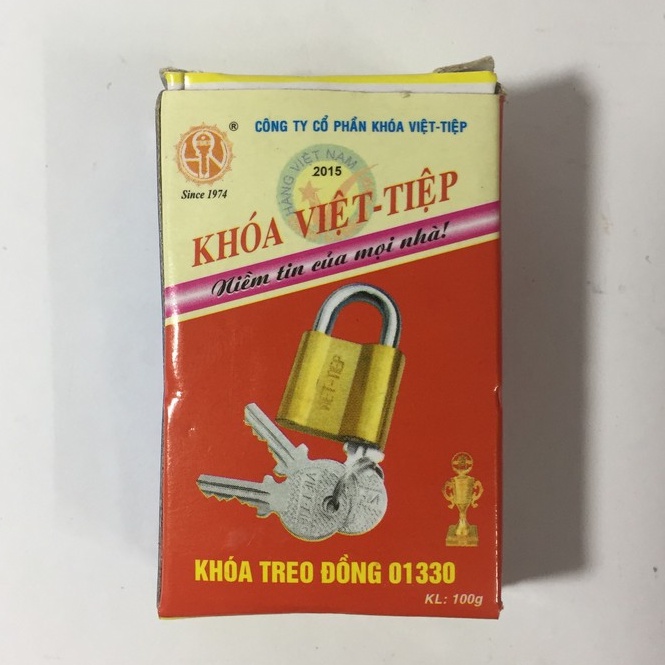 ® CÔNG TY CỔ PHẦN KHÓA VIỆT-TIỆP
HÀNG VIỆT NAM
2015
Since 1974
KHÓA VIỆT-TIỆP
Niềm tin của mọi nhà!
VIỆT-TIỆP
KHÓA TREO ĐỒNG 01330
KL: 100g